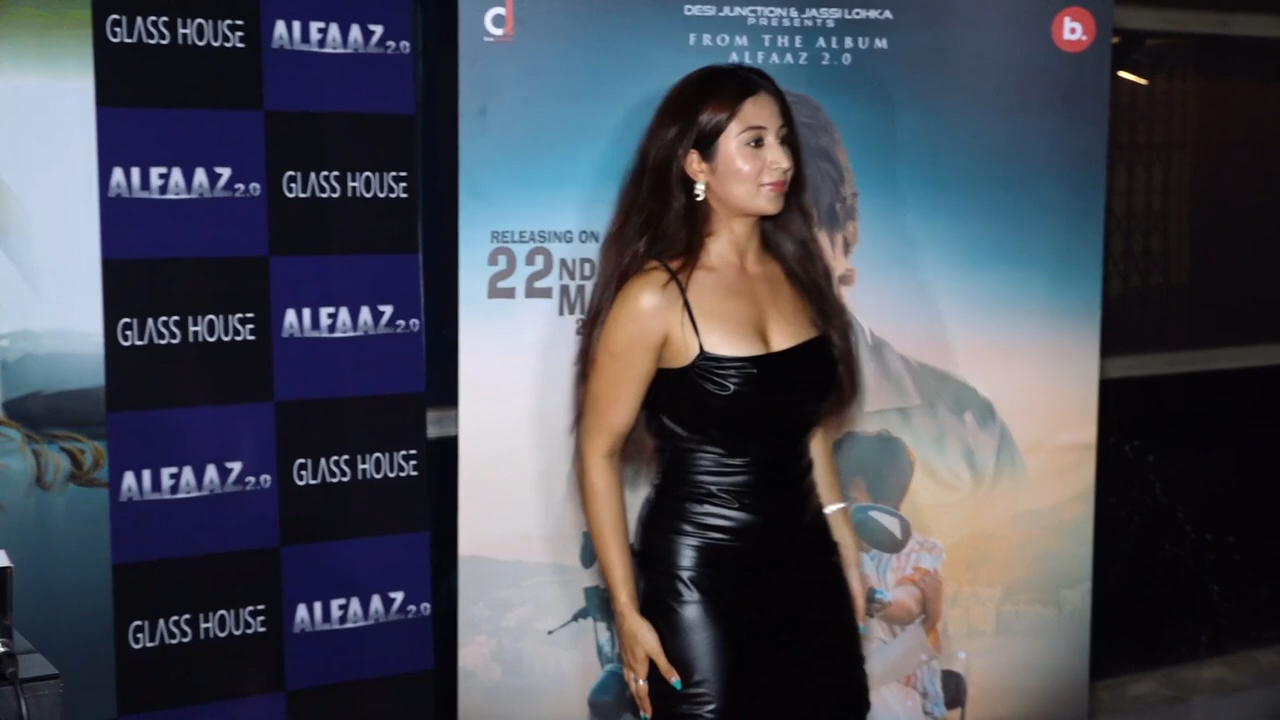 GLASS HOUSE
ALFAAZ 2.0
ALFAAZ 2.0
GLASS HOUSE
GLASS HOUSE
ALFAAZ 2.0
ALFAAZ 2.0
GLASS HOUSE
GLASS HOUSE
ALFAAZ 2.0
d
DESI JUNCTION & JASSI LOHKA
PRESENTS
FROM THE ALBUM
ALFAAZ 2.0
b.
RELEASING ON
22ND